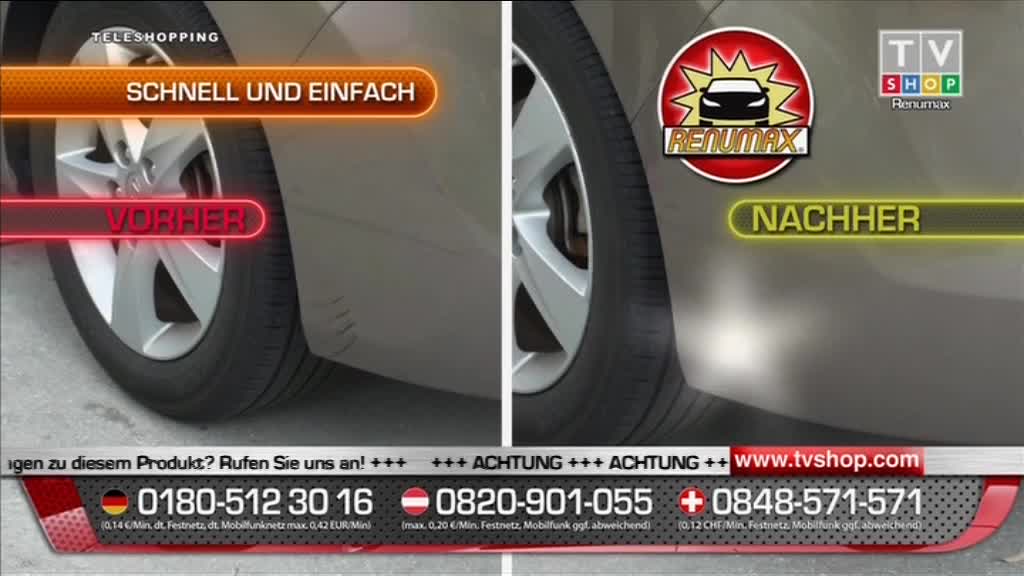 TELESHOPPING
SCHNELL UND EINFACH
RENUMAX
TV
SHOP
Renumax
VORHER
NACHHER
gen zu diesem Produkt? Rufen Sie uns an! +++ +++ ACHTUNG +++ ACHTUNG ++
www.tvshop.com
0180-512 30 16
0820-901-055
0848-571-571
(0,14 €/Min. dt. Festnetz, dt. Mobilfunknetz max. 0,42 EUR/Min)
(max. 0,20 €/Min. Festnetz, Mobilfunk ggf. abweichend)
(0,12 CHF/Min. Festnetz, Mobilfunk ggf. abweichend)